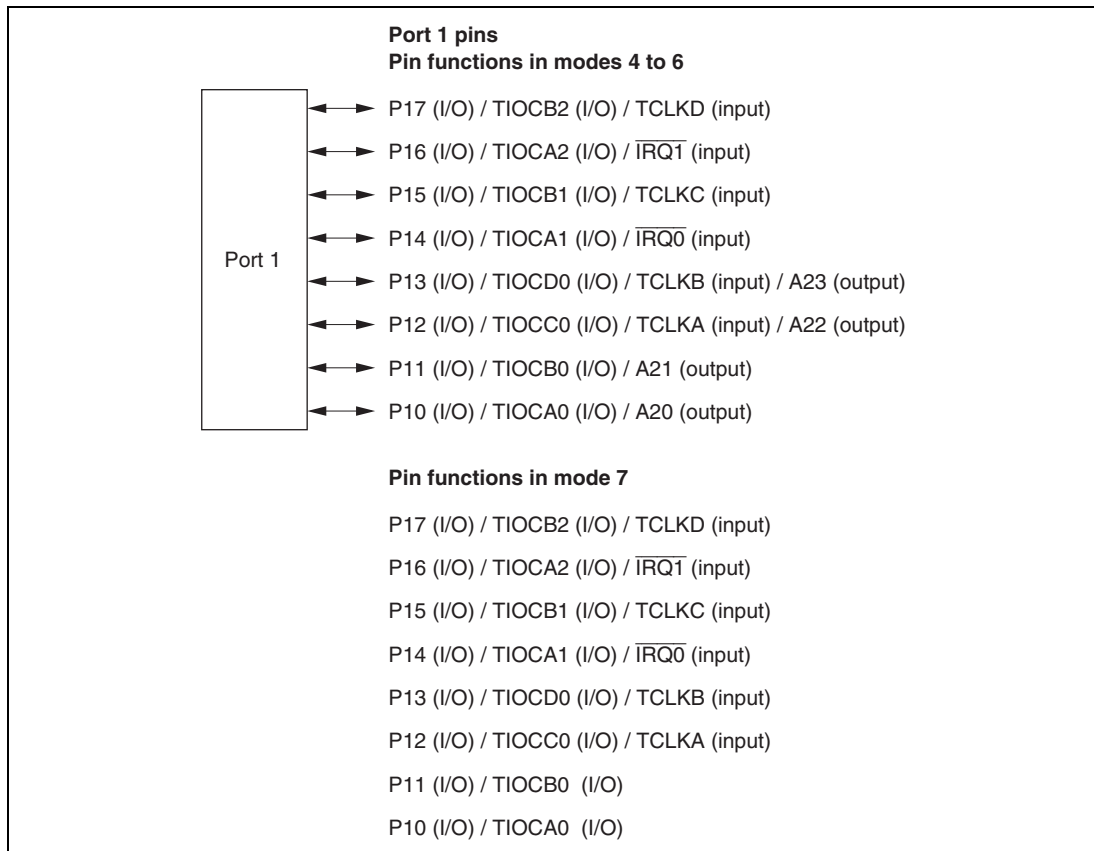 Port 1 pins
Pin functions in modes 4 to 6
P17 (I/O) / TIOCB2 (I/O) / TCLKD (input)
P16 (I/O) / TIOCA2 (I/O) / I̅R̅Q̅1̅ (input)
P15 (I/O) / TIOCB1 (I/O) / TCLKC (input)
P14 (I/O) / TIOCA1 (I/O) / I̅R̅Q̅0̅ (input)
Port 1
P13 (I/O) / TIOCD0 (I/O) / TCLKB (input) / A23 (output)
P12 (I/O) / TIOCC0 (I/O) / TCLKA (input) / A22 (output)
P11 (I/O) / TIOCB0 (I/O) / A21 (output)
P10 (I/O) / TIOCA0 (I/O) / A20 (output)
Pin functions in mode 7
P17 (I/O) / TIOCB2 (I/O) / TCLKD (input)
P16 (I/O) / TIOCA2 (I/O) / I̅R̅Q̅1̅ (input)
P15 (I/O) / TIOCB1 (I/O) / TCLKC (input)
P14 (I/O) / TIOCA1 (I/O) / I̅R̅Q̅0̅ (input)
P13 (I/O) / TIOCD0 (I/O) / TCLKB (input)
P12 (I/O) / TIOCC0 (I/O) / TCLKA (input)
P11 (I/O) / TIOCB0 (I/O)
P10 (I/O) / TIOCA0 (I/O)